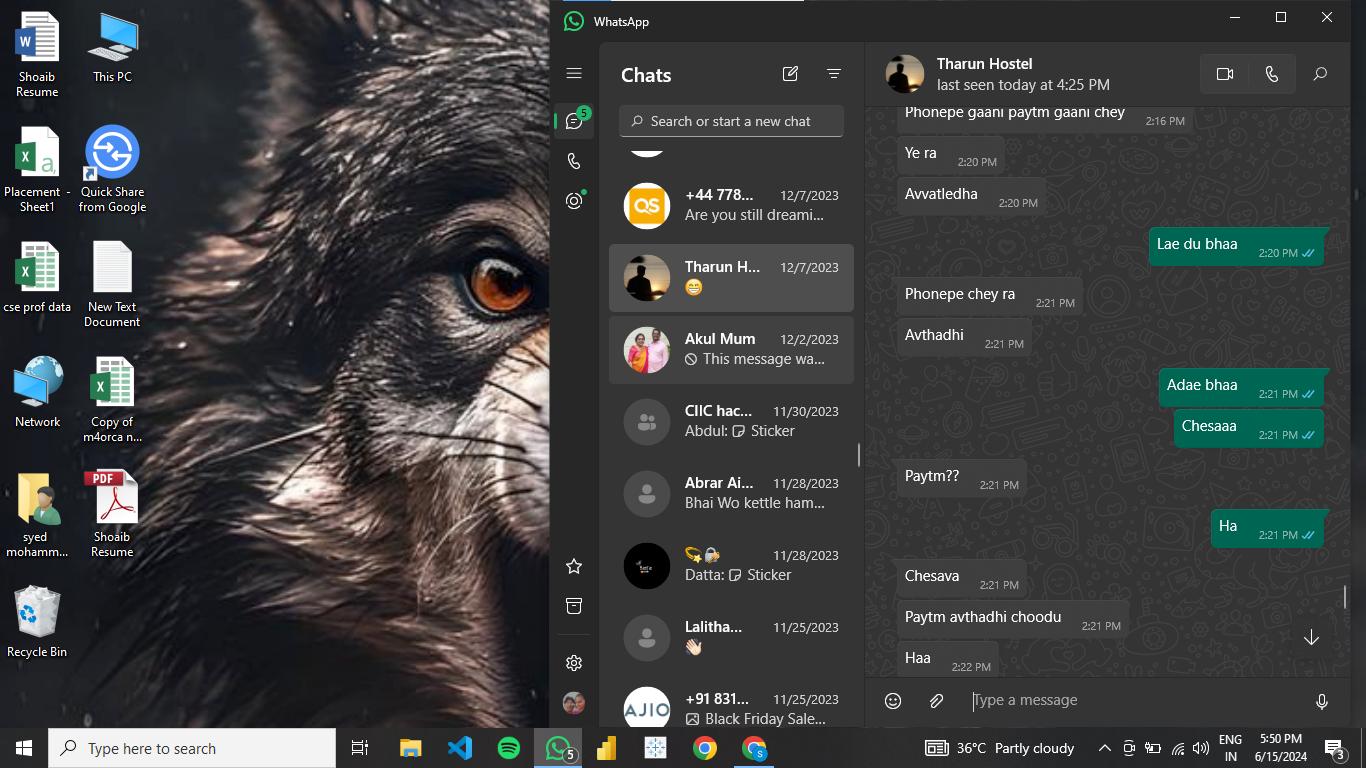 Shoaib
Resume
This PC
Placement -
Sheet1
Quick Share
from Google
cse prof data
New Text
Document
Network
Copy of
m4orca n...
syed
mohamm...
PDF
Shoaib
Resume
Recycle Bin
WhatsApp
5
Chats
Search or start a new chat
QS
+44 778... 12/7/2023
Are you still dreami...
Tharun H... 12/7/2023
😁
Akul Mum 12/2/2023
This message wa...
CIIC hac... 11/30/2023
Abdul: Sticker
Abrar Ai... 11/28/2023
Bhai Wo kettle ham...
💫🔐 11/28/2023
Datta: Sticker
Lalitha... 11/25/2023
👋🏻
AJIO
+91 831... 11/25/2023
Black Friday Sale...
Tharun Hostel
last seen today at 4:25 PM
Phonepe gaani paytm gaani chey 2:16 PM
Ye ra 2:20 PM
Avvatledha 2:20 PM
Lae du bhaa 2:20 PM
Phonepe chey ra 2:21 PM
Avthadhi 2:21 PM
Adae bhaa 2:21 PM
Chesaaa 2:21 PM
Paytm?? 2:21 PM
Ha 2:21 PM
Chesava 2:21 PM
Paytm avthadhi choodu 2:21 PM
Haa 2:22 PM
Type a message
Type here to search
5
S
36°C Partly cloudy
ENG
IN
5:50 PM
6/15/2024
3